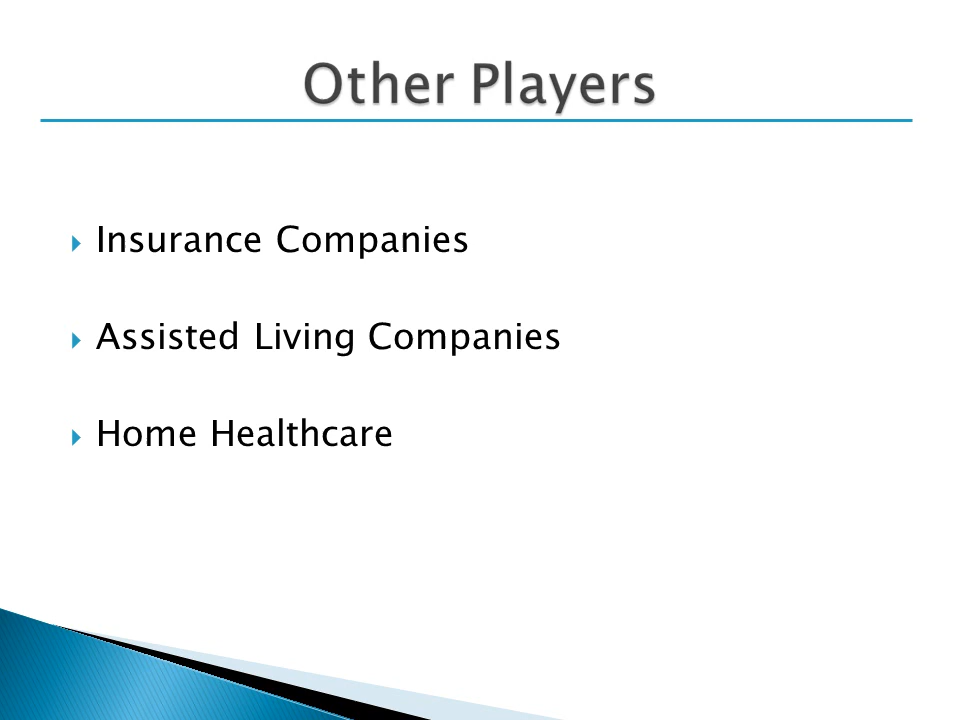 Other Players
Insurance Companies
Assisted Living Companies
Home Healthcare